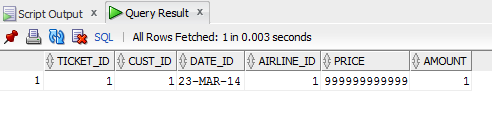 Script Output x Query Result x
SQL | All Rows Fetched: 1 in 0.003 seconds
TICKET_ID CUST_ID DATE_ID AIRLINE_ID PRICE AMOUNT
1 1 1 23-MAR-14 1 999999999999 1